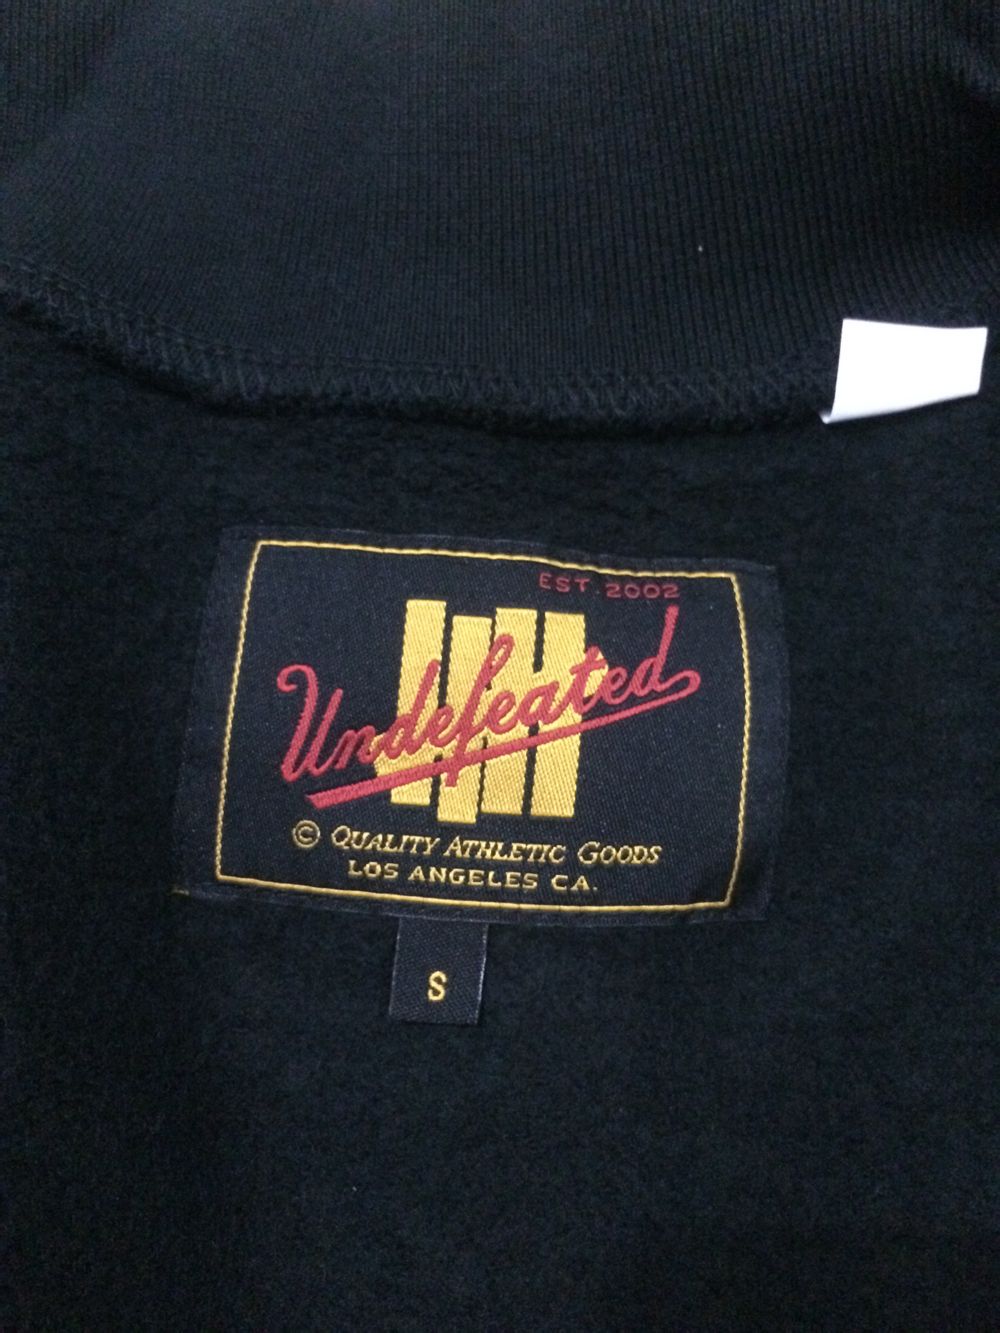 EST. 2002
Undefeated
© QUALITY ATHLETIC GOODS
LOS ANGELES CA.
S